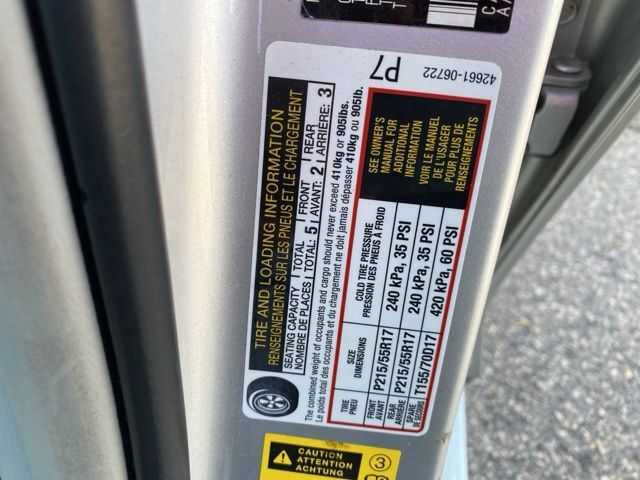 42661-06722
P7
TIRE AND LOADING INFORMATION
RENSEIGNEMENTS SUR LES PNEUS ET LE CHARGEMENT
SEATING CAPACITY TOTAL FRONT REAR
NOMBRE DE PLACES TOTAL: 5 AVANT: 2 ARRIÈRE: 3
The combined weight of occupants and cargo should never exceed 410kg or 905lbs.
Le poids total des occupants et du chargement ne doit jamais dépasser 410kg ou 905lb.
TIRE SIZE COLD TIRE PRESSURE
PNEU DIMENSIONS PRESSION DES PNEUS À FROID
FRONT
AVANT P215/55R17 240 kPa, 35 PSI
REAR
ARRIÈRE P215/55R17 240 kPa, 35 PSI
SPARE
DE SECOURS T155/70D17 420 kPa, 60 PSI
SEE OWNER'S
MANUAL FOR
ADDITIONAL
INFORMATION
VOIR LE MANUEL
DE L'USAGER
POUR PLUS DE
RENSEIGNEMENTS
CAUTION
ATTENTION
ACHTUNG
3